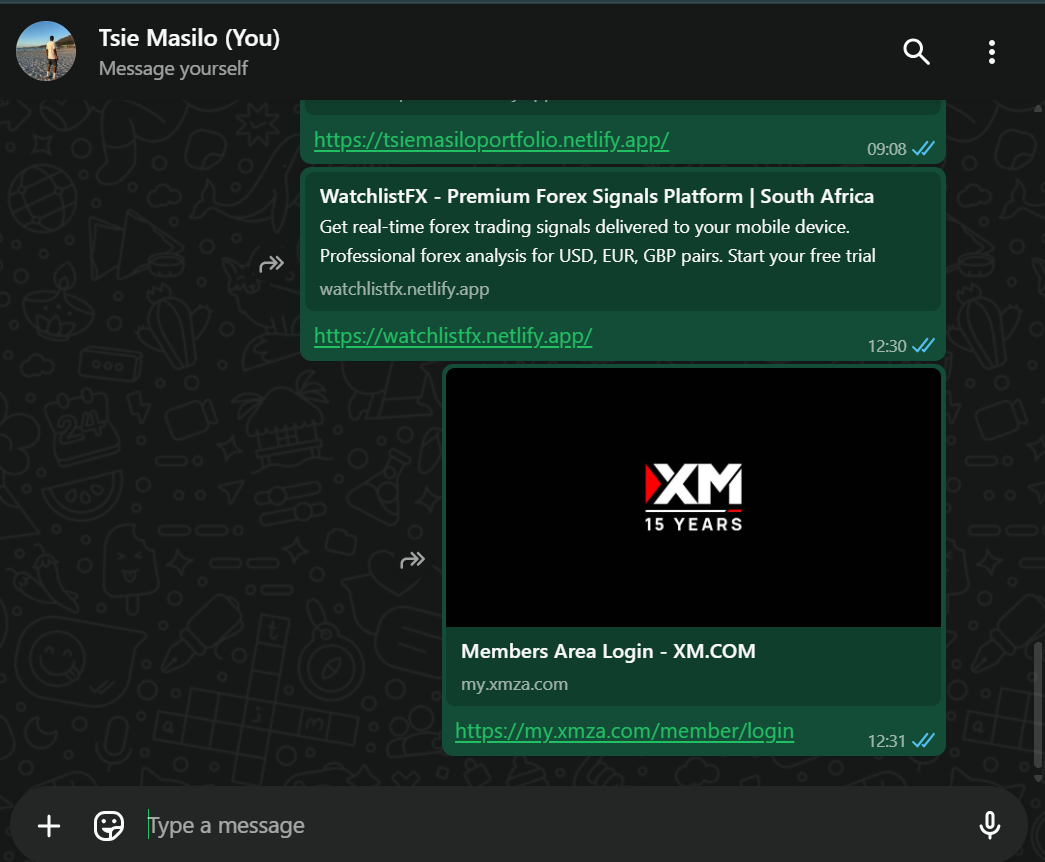 Tsie Masilo (You)
Message yourself
https://tsiemasiloportfolio.netlify.app/
09:08
WatchlistFX - Premium Forex Signals Platform | South Africa
Get real-time forex trading signals delivered to your mobile device.
Professional forex analysis for USD, EUR, GBP pairs. Start your free trial
watchlistfx.netlify.app
https://watchlistfx.netlify.app/
12:30
XM
15 YEARS
Members Area Login - XM.COM
my.xmza.com
https://my.xmza.com/member/login
12:31
Type a message